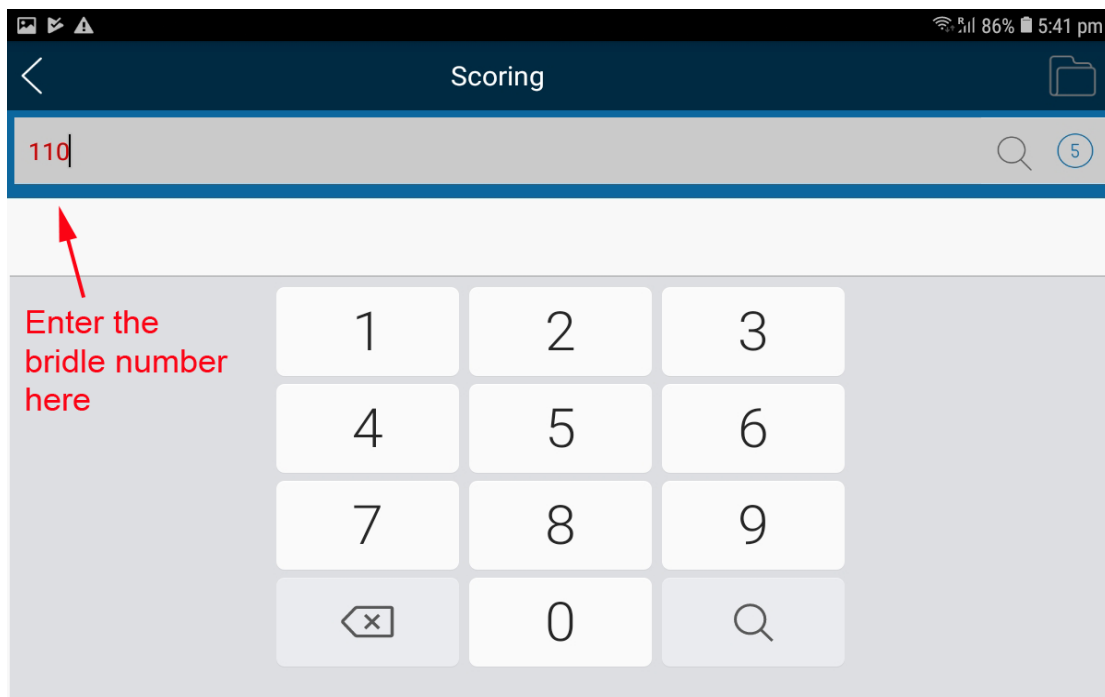 86% 5:41 pm
Scoring
110
5
Enter the
bridle number
here
1 2 3
4 5 6
7 8 9
0